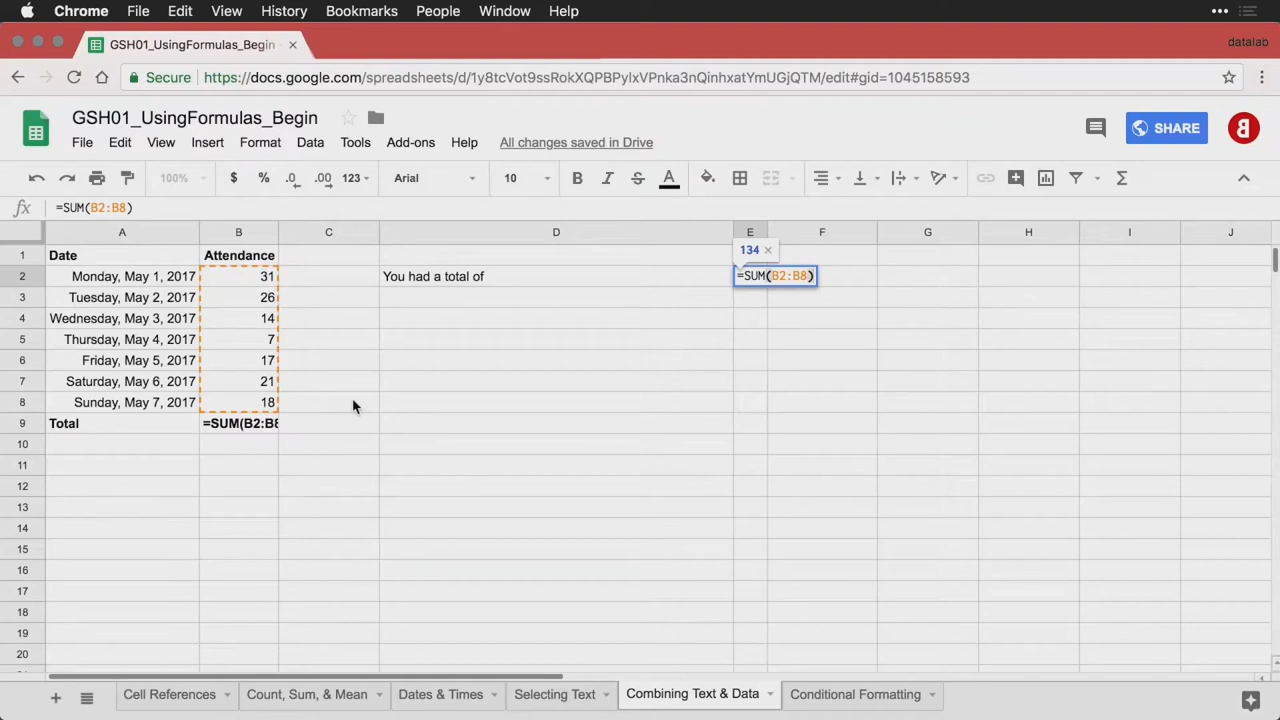 Chrome File Edit View History Bookmarks People Window Help
GSH01_UsingFormulas_Begin
datalab
Secure https://docs.google.com/spreadsheets/d/1y8tcVot9ssRokXQPBPylxVPnka3nQinhxatYmUGjQTM/edit#gid=1045158593
GSH01_UsingFormulas_Begin
SHARE
File Edit View Insert Format Data Tools Add-ons Help All changes saved in Drive
100% $ % .0 .00 123 Arial 10 B I S A Σ
fx =SUM(B2:B8)
A B C D E F G H I J
134 ×
1 Date Attendance
2 Monday, May 1, 2017 31 You had a total of =SUM(B2:B8)
3 Tuesday, May 2, 2017 26
4 Wednesday, May 3, 2017 14
5 Thursday, May 4, 2017 7
6 Friday, May 5, 2017 17
7 Saturday, May 6, 2017 21
8 Sunday, May 7, 2017 18
9 Total =SUM(B2:B8
10
11
12
13
14
15
16
17
18
19
20
Cell References Count, Sum, & Mean Dates & Times Selecting Text Combining Text & Data Conditional Formatting